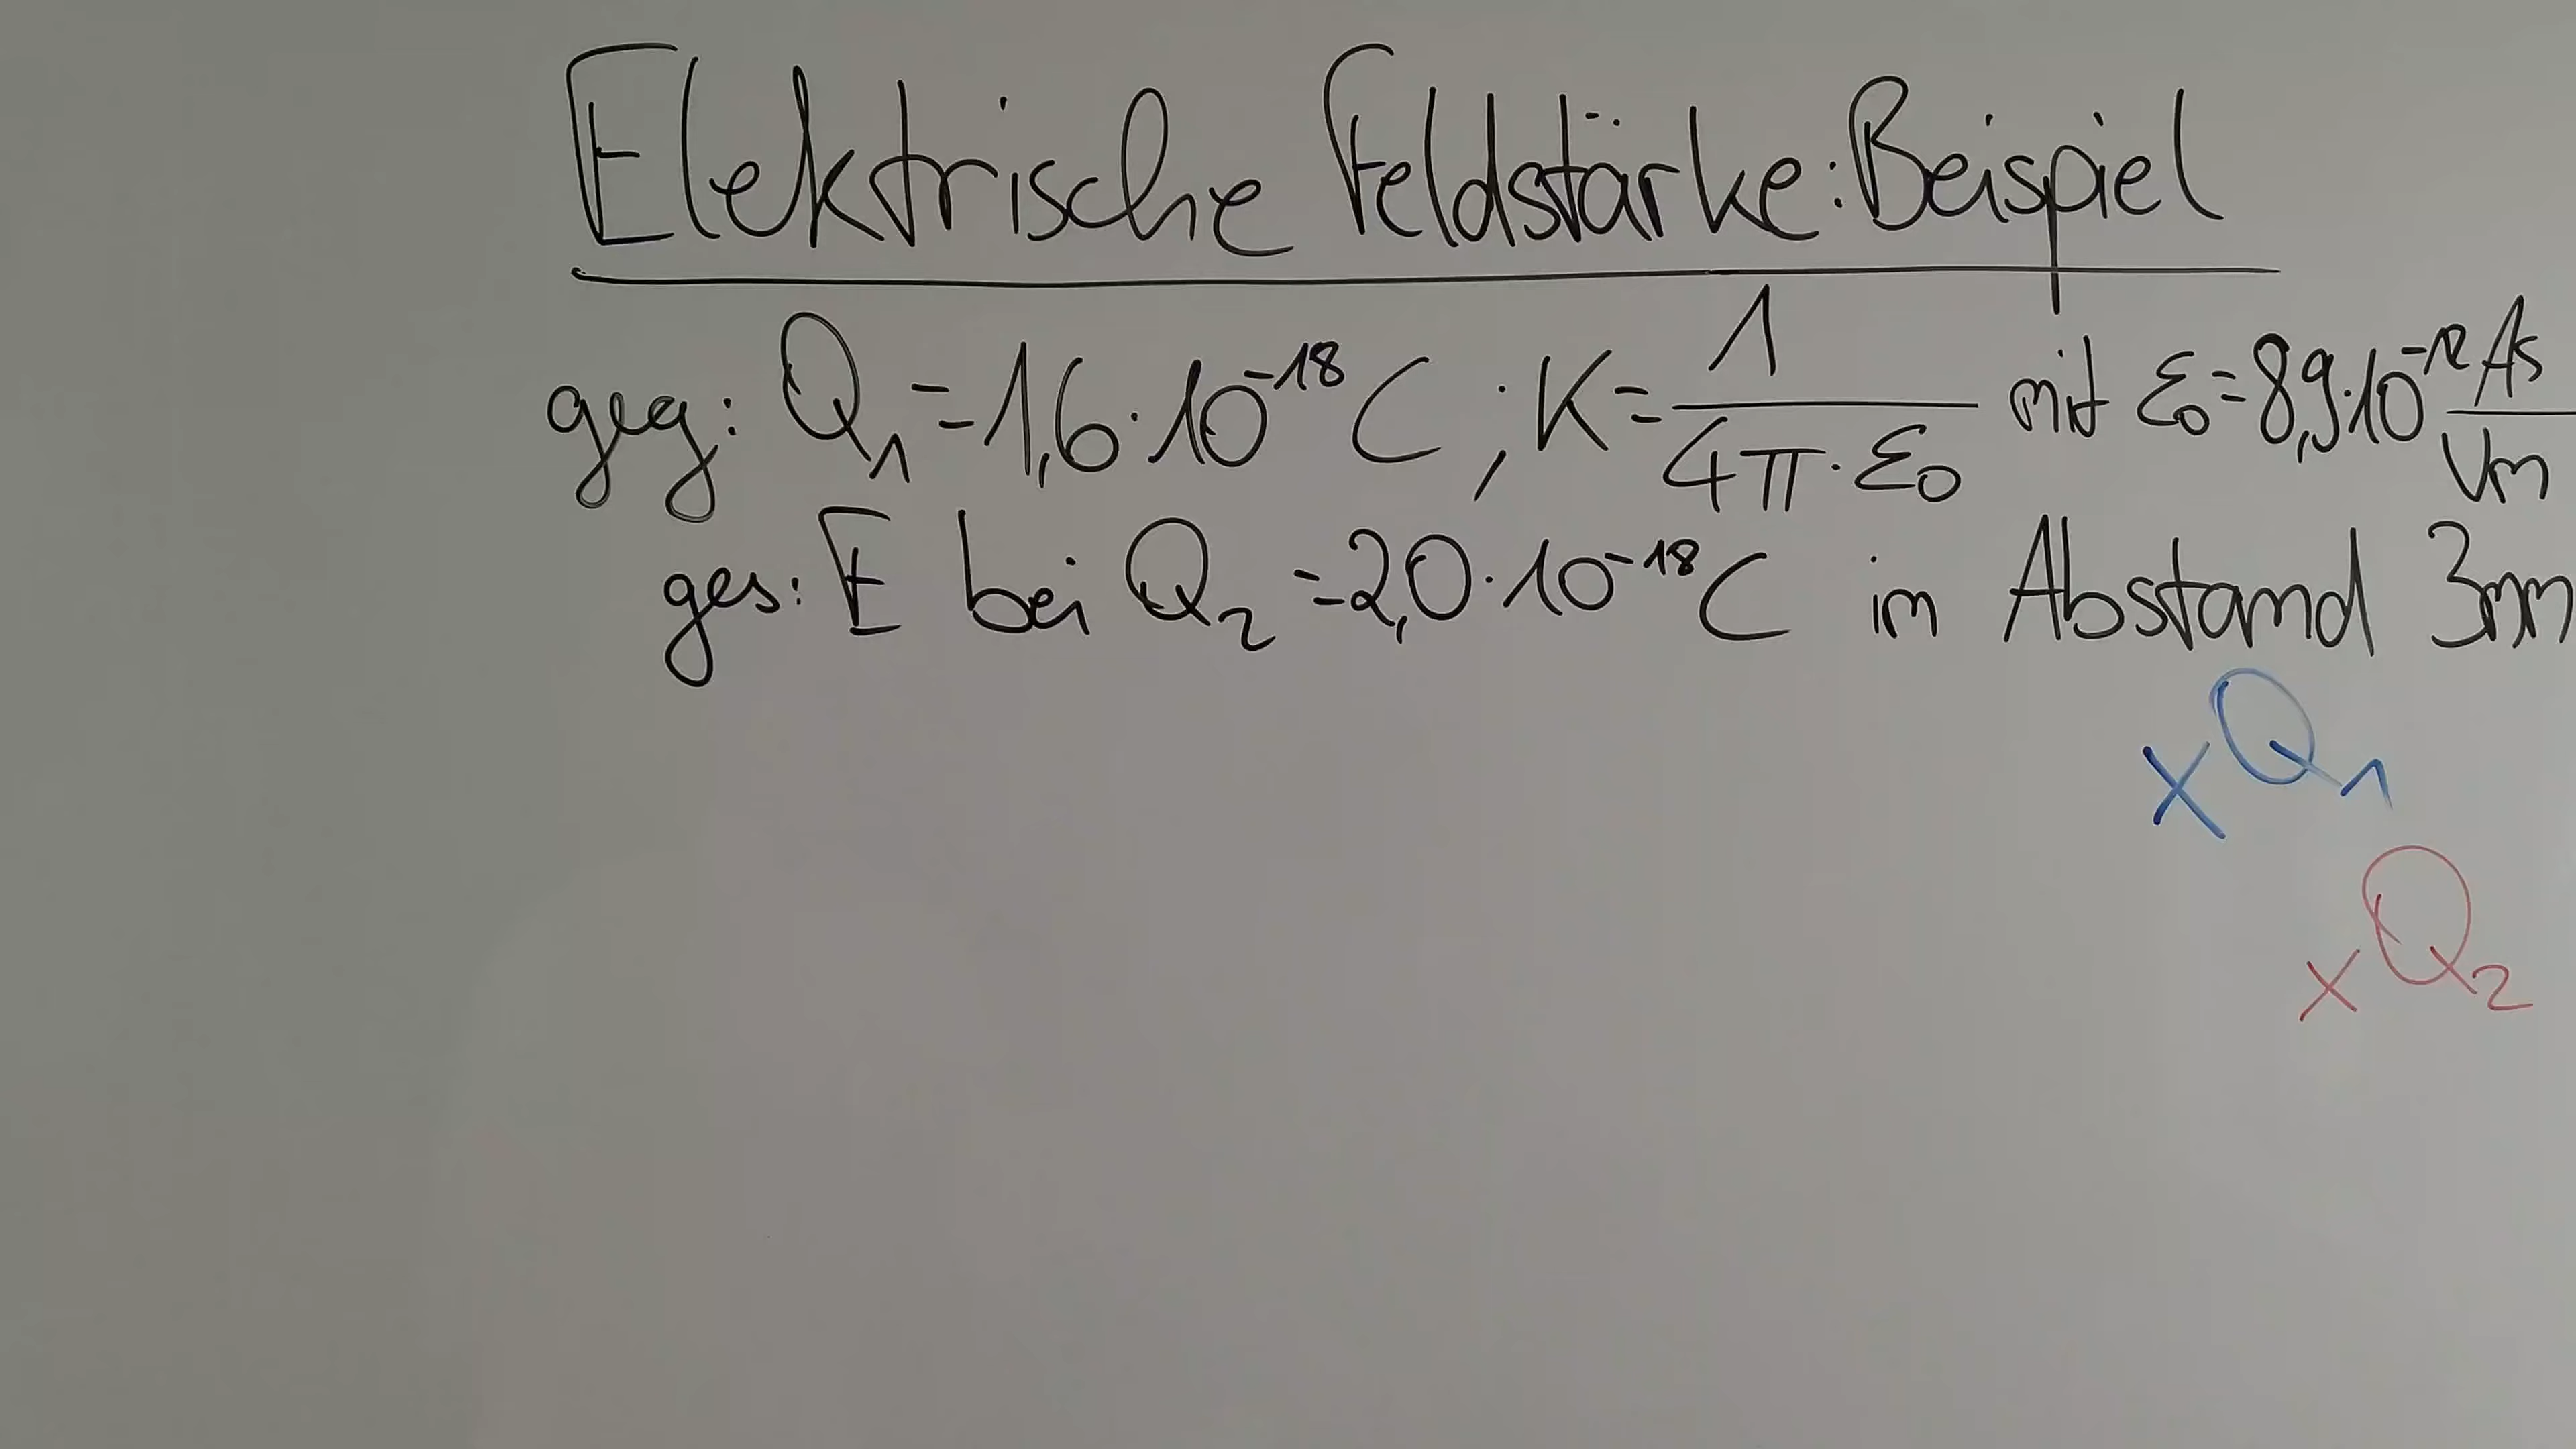 Elektrische Feldstärke: Beispiel
geg: Q₁ = 1,6·10⁻¹⁸ C ; K = 1/(4π·ε₀) mit ε₀ = 8,9·10⁻¹² As/Vm
ges: E bei Q₂ = 2,0·10⁻¹⁸ C im Abstand 3mm
x Q₁
x Q₂